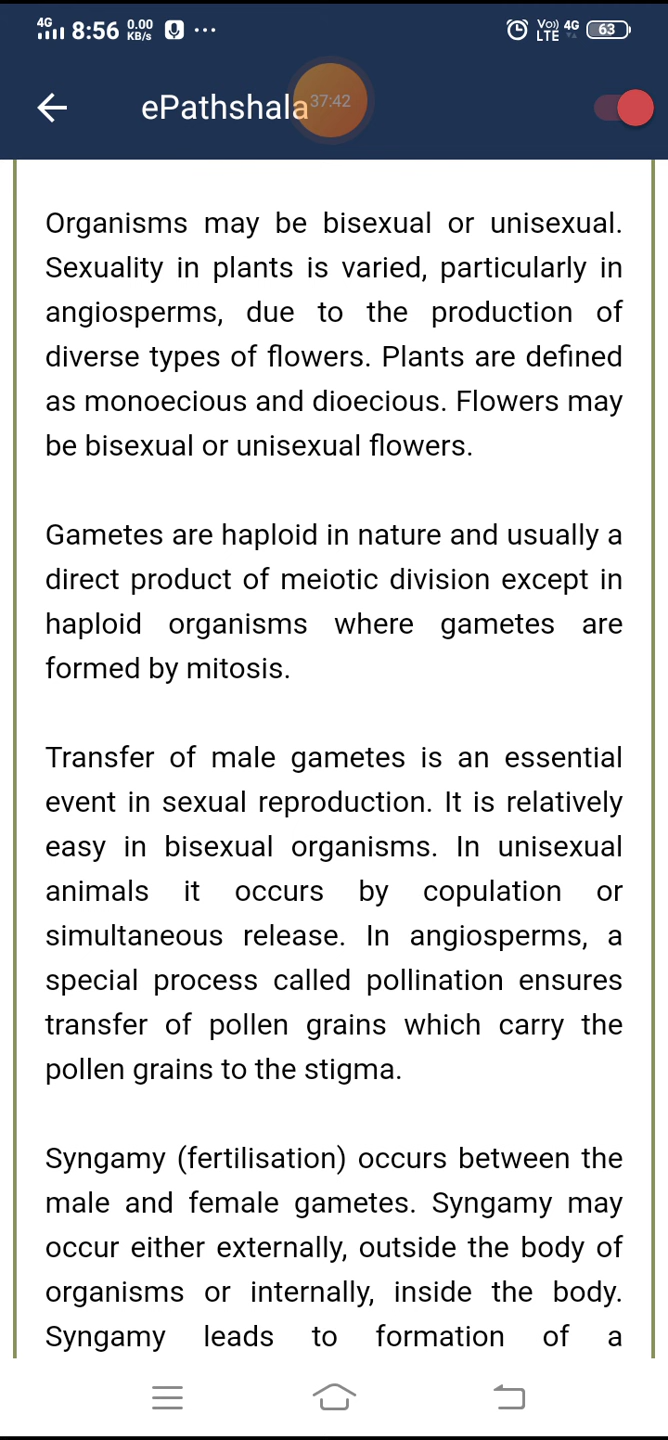 4G 8:56 0.00 KB/s ... Vo)) LTE 4G 63
ePathshala 37:42
Organisms may be bisexual or unisexual.
Sexuality in plants is varied, particularly in
angiosperms, due to the production of
diverse types of flowers. Plants are defined
as monoecious and dioecious. Flowers may
be bisexual or unisexual flowers.
Gametes are haploid in nature and usually a
direct product of meiotic division except in
haploid organisms where gametes are
formed by mitosis.
Transfer of male gametes is an essential
event in sexual reproduction. It is relatively
easy in bisexual organisms. In unisexual
animals it occurs by copulation or
simultaneous release. In angiosperms, a
special process called pollination ensures
transfer of pollen grains which carry the
pollen grains to the stigma.
Syngamy (fertilisation) occurs between the
male and female gametes. Syngamy may
occur either externally, outside the body of
organisms or internally, inside the body.
Syngamy leads to formation of a